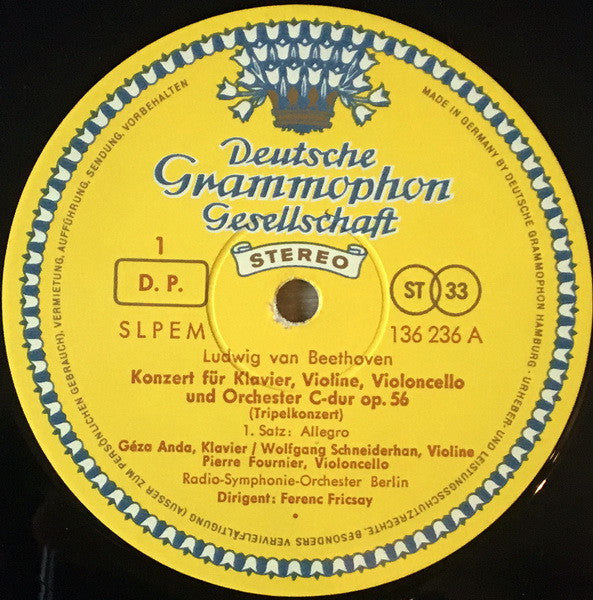 Deutsche
Grammophon
Gesellschaft
STEREO
1
D. P.
ST 33
SLPEM
136 236 A
Ludwig van Beethoven
Konzert für Klavier, Violine, Violoncello
und Orchester C-dur op. 56
(Tripelkonzert)
1. Satz: Allegro
Géza Anda, Klavier / Wolfgang Schneiderhan, Violine
Pierre Fournier, Violoncello
Radio-Symphonie-Orchester Berlin
Dirigent: Ferenc Fricsay
MADE IN GERMANY BY DEUTSCHE GRAMMOPHON HAMBURG · URHEBER- UND LEISTUNGSSCHUTZRECHTE, BESONDERS VERVIELFÄLTIGUNG (AUSSER ZUM PERSÖNLICHEN GEBRAUCH), VERMIETUNG, AUFFÜHRUNG, SENDUNG, VORBEHALTEN